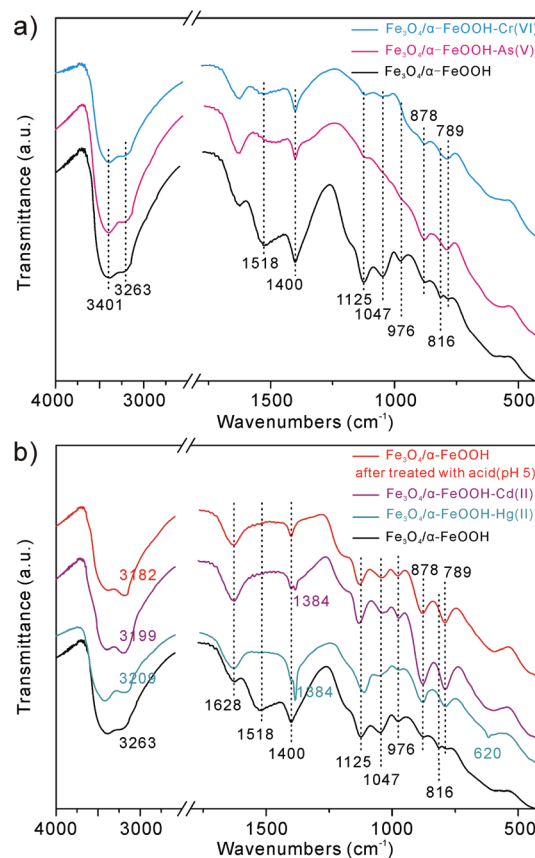 a)
Fe₃O₄/α-FeOOH-Cr(VI)
Fe₃O₄/α-FeOOH-As(V)
Fe₃O₄/α-FeOOH
Transmittance (a.u.)
878
789
3263
3401
1518
1400
1125
1047
976
816
4000 3000 1500 1000 500
Wavenumbers (cm⁻¹)
b)
Fe₃O₄/α-FeOOH
after treated with acid(pH 5)
Fe₃O₄/α-FeOOH-Cd(II)
Fe₃O₄/α-FeOOH-Hg(II)
Fe₃O₄/α-FeOOH
Transmittance (a.u.)
878 789
3182
1384
3199
3209
1384
1628
620
3263
1518
1400
1125
1047
976
816
4000 3000 1500 1000 500
Wavenumbers (cm⁻¹)